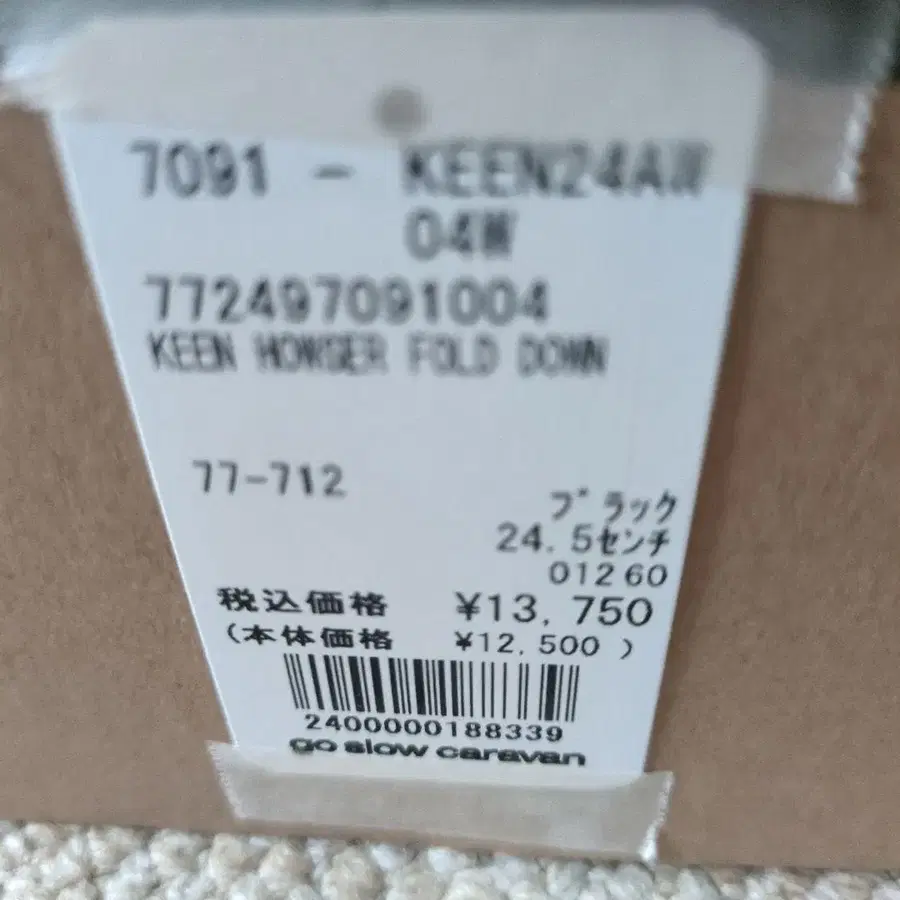 7091 - KEEN24AW
04W
772497091004
KEEN HOWSER FOLD DOWN
77-712
ブラック
24.5センチ
01260
税込価格 ¥13,750
(本体価格 ¥12,500 )
2400000188339
go slow caravan